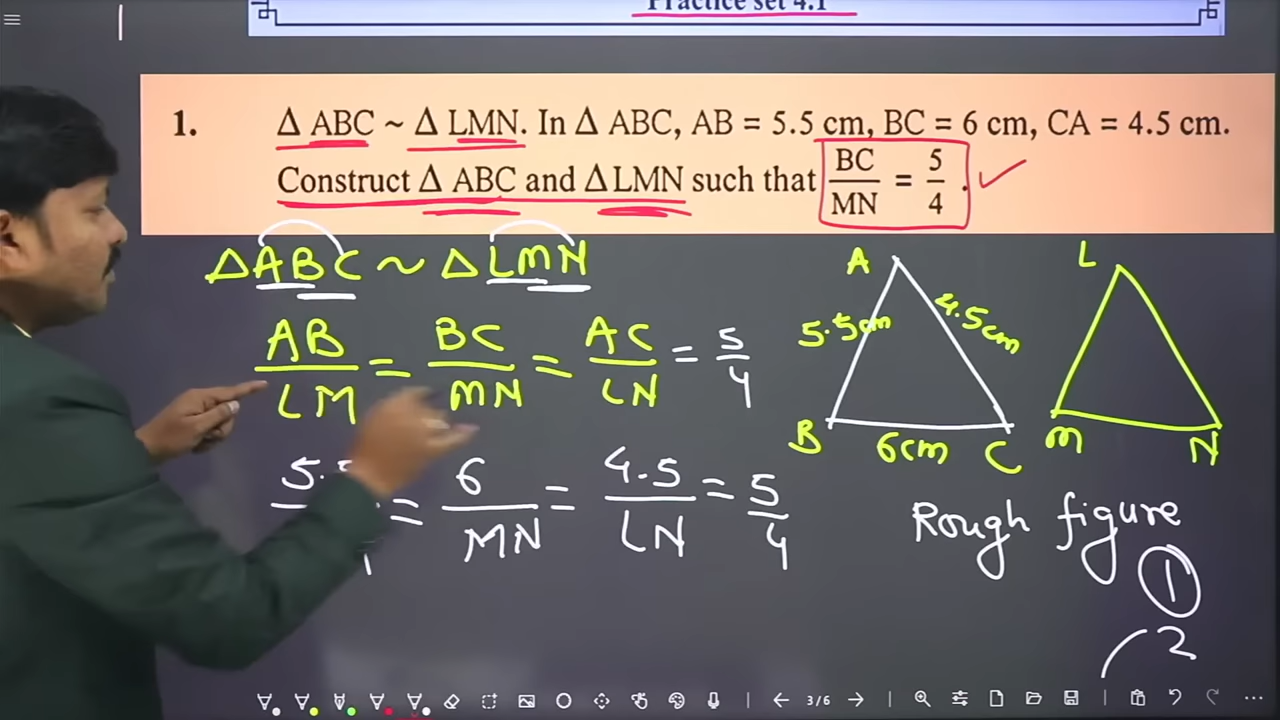 Practice set 4.1
1. Δ ABC ~ Δ LMN. In Δ ABC, AB = 5.5 cm, BC = 6 cm, CA = 4.5 cm.
Construct Δ ABC and Δ LMN such that BC/MN = 5/4 .
ΔABC ~ ΔLMN
AB/LM = BC/MN = AC/LN = 5/4
= 6/MN = 4.5/LN = 5/4
A
5.5cm
4.5cm
B
6cm
C
L
M
N
Rough figure
1
2
3/6